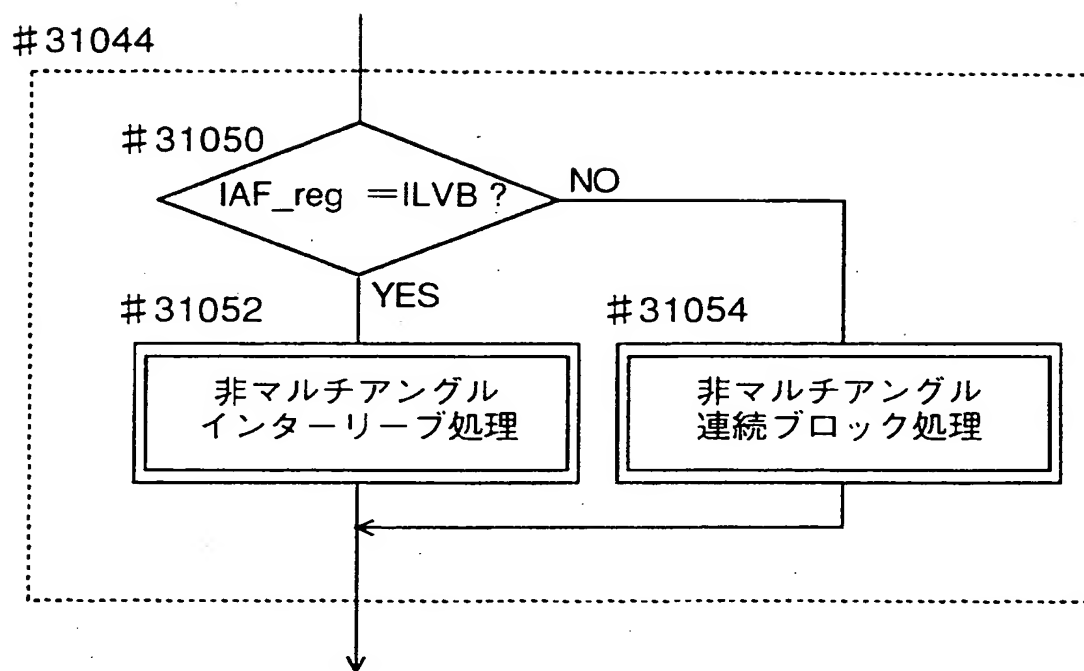 #31044
#31050
IAF_reg =ILVB ?
NO
YES
#31052
#31054
非マルチアングル
インターリーブ処理
非マルチアングル
連続ブロック処理